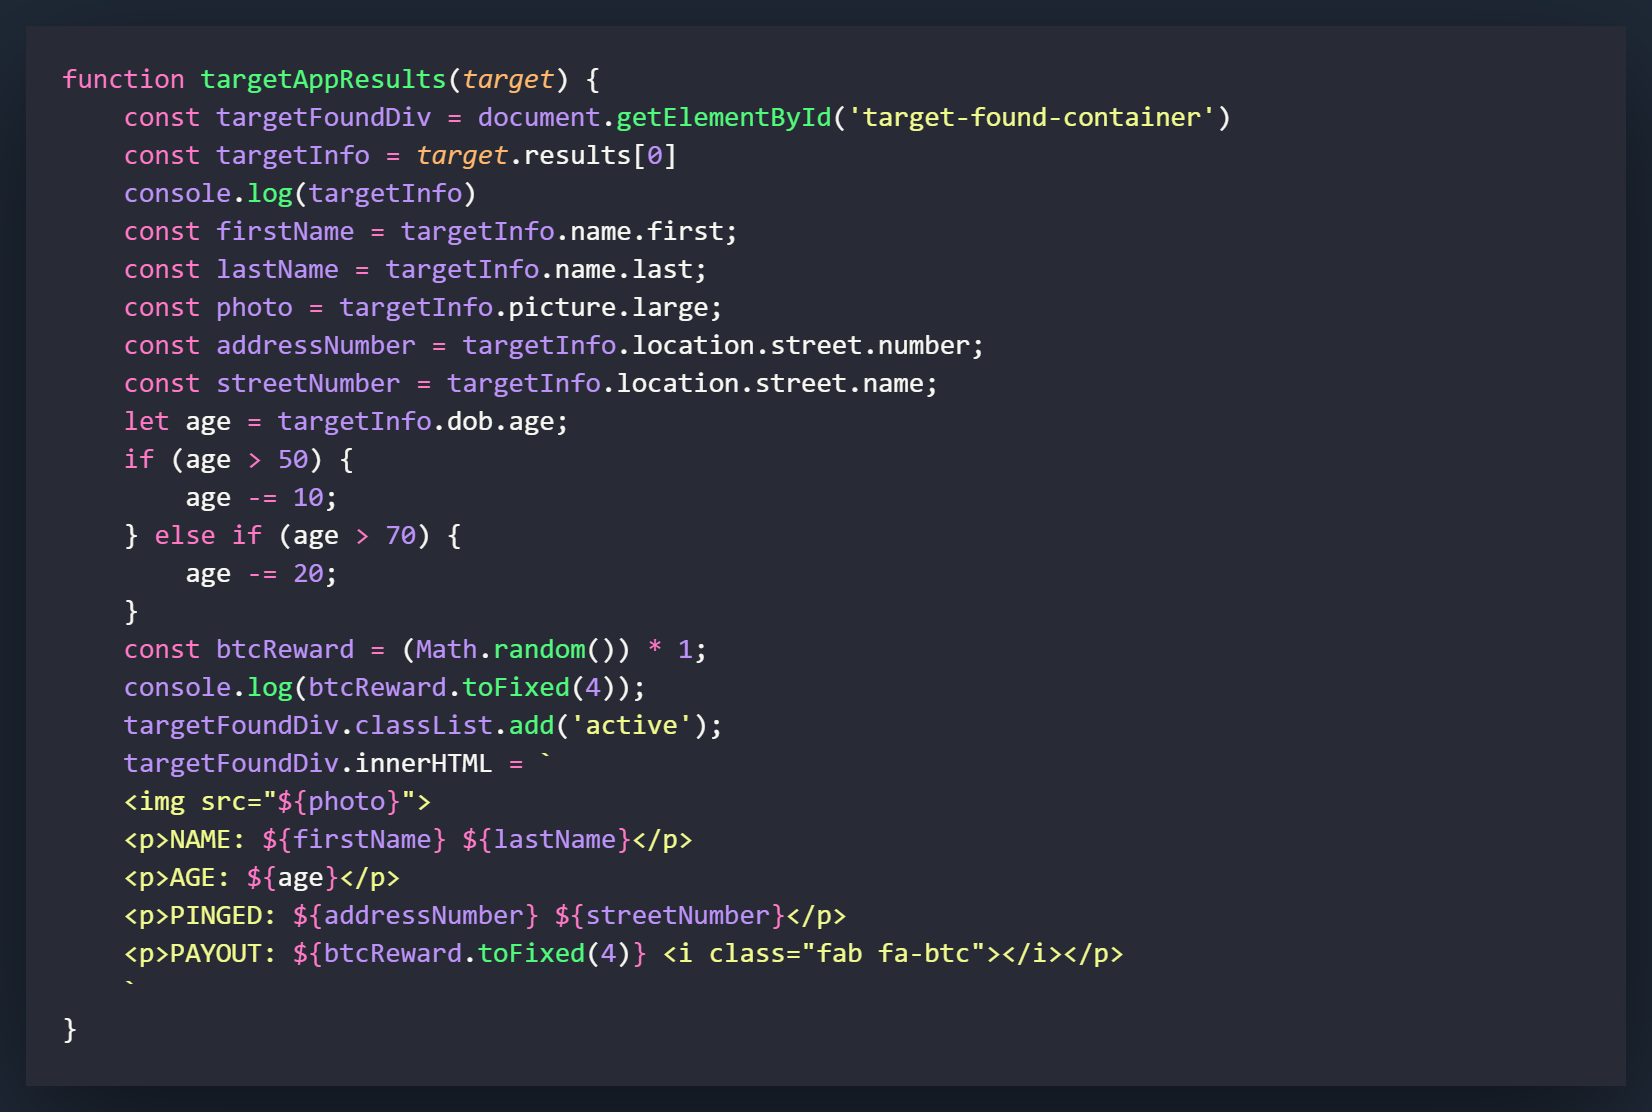 function targetAppResults(target) {
    const targetFoundDiv = document.getElementById('target-found-container')
    const targetInfo = target.results[0]
    console.log(targetInfo)
    const firstName = targetInfo.name.first;
    const lastName = targetInfo.name.last;
    const photo = targetInfo.picture.large;
    const addressNumber = targetInfo.location.street.number;
    const streetNumber = targetInfo.location.street.name;
    let age = targetInfo.dob.age;
    if (age > 50) {
        age -= 10;
    } else if (age > 70) {
        age -= 20;
    }
    const btcReward = (Math.random()) * 1;
    console.log(btcReward.toFixed(4));
    targetFoundDiv.classList.add('active');
    targetFoundDiv.innerHTML = `
    <img src="${photo}">
    <p>NAME: ${firstName} ${lastName}</p>
    <p>AGE: ${age}</p>
    <p>PINGED: ${addressNumber} ${streetNumber}</p>
    <p>PAYOUT: ${btcReward.toFixed(4)} <i class="fab fa-btc"></i></p>
    `
}